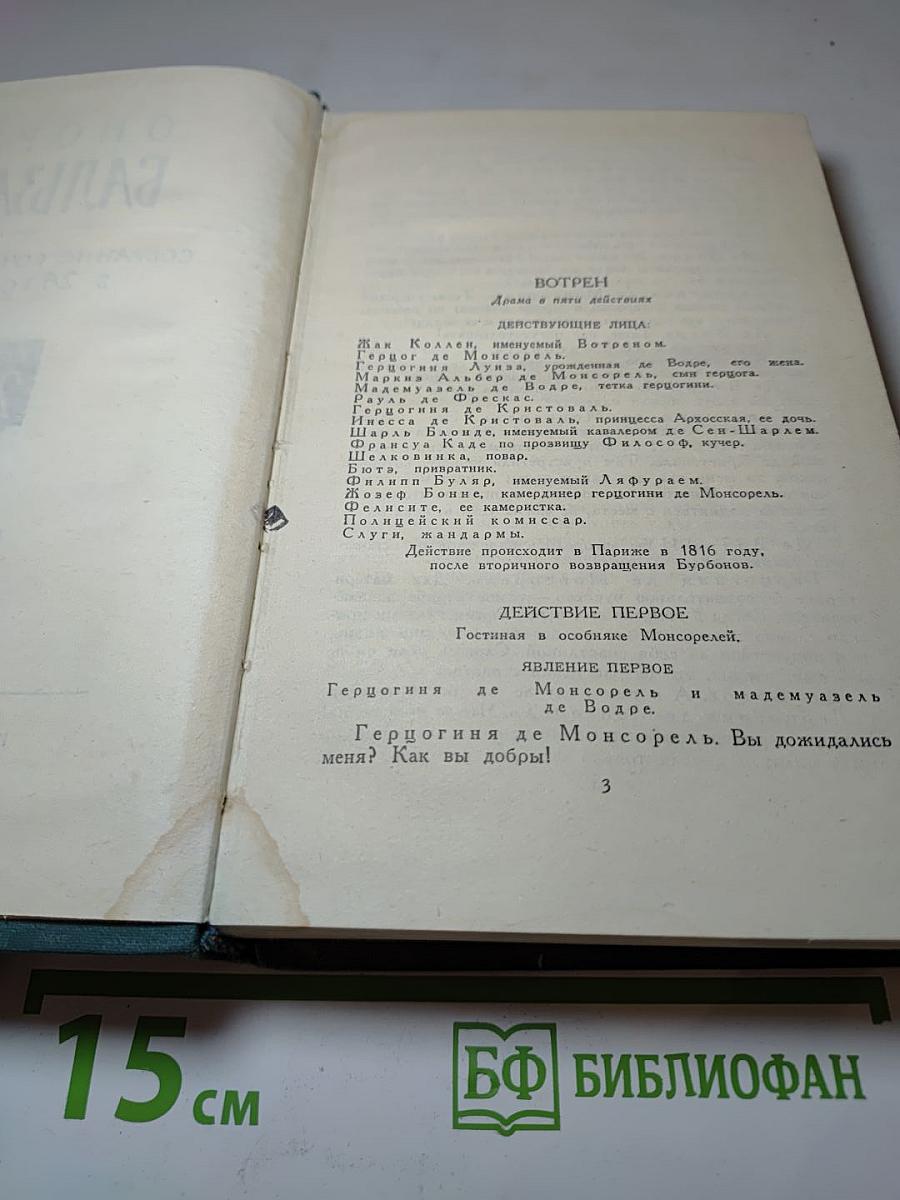 ОНОРЕ
БАЛЬЗА
СОБРАНИЕ СОЧ
В 24 ТО
ВОТРЕН
Драма в пяти действиях
ДЕЙСТВУЮЩИЕ ЛИЦА:
Жак Коллен, именуемый Вотреном.
Герцог де Монсорель.
Герцогиня Луиза, урожденная де Водре, его жена.
Маркиз Альбер де Монсорель, сын герцога.
Мадемуазель де Водре, тетка герцогини.
Рауль де Фрескас.
Герцогиня де Кристоваль.
Инесса де Кристоваль, принцесса Архосская, ее дочь.
Шарль Блонде, именуемый кавалером де Сен-Шарлем.
Франсуа Каде по прозвищу Философ, кучер.
Шелковинка, повар.
Бютэ, привратник.
Филипп Буляр, именуемый Ляфураем.
Жозеф Бонне, камердинер герцогини де Монсорель.
Фелисите, ее камеристка.
Полицейский комиссар.
Слуги, жандармы.
Действие происходит в Париже в 1816 году,
после вторичного возвращения Бурбонов.
ДЕЙСТВИЕ ПЕРВОЕ
Гостиная в особняке Монсорелей.
ЯВЛЕНИЕ ПЕРВОЕ
Герцогиня де Монсорель и мадемуазель
де Водре.
Герцогиня де Монсорель. Вы дожидались
меня? Как вы добры!
3
15 см
БФ БИБЛИОФАН